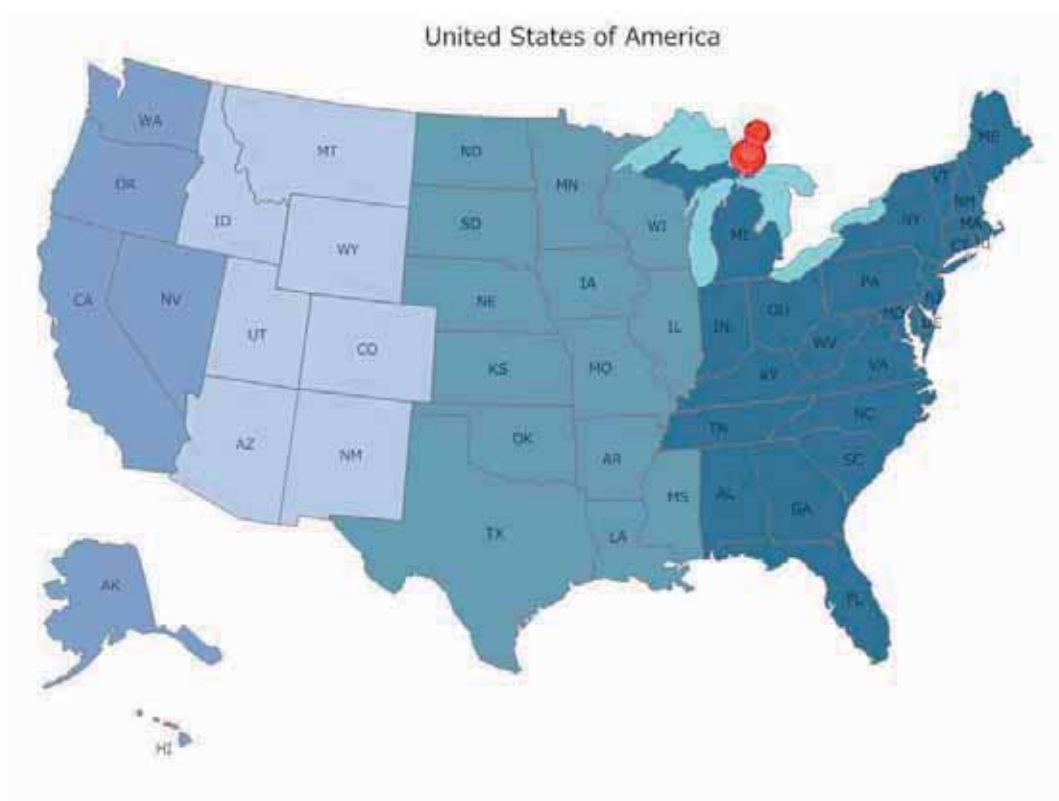 United States of America
WA
MT
ND
ME
OR
MN
VT
ID
SD
WI
NY
NM
MA
WY
MI
CT
RI
CA
NV
NE
IA
PA
NJ
UT
CO
IL
IN
OH
MD
DE
WV
KS
MO
KY
VA
AZ
NM
OK
AR
TN
NC
SC
TX
LA
MS
AL
GA
AK
FL
HI